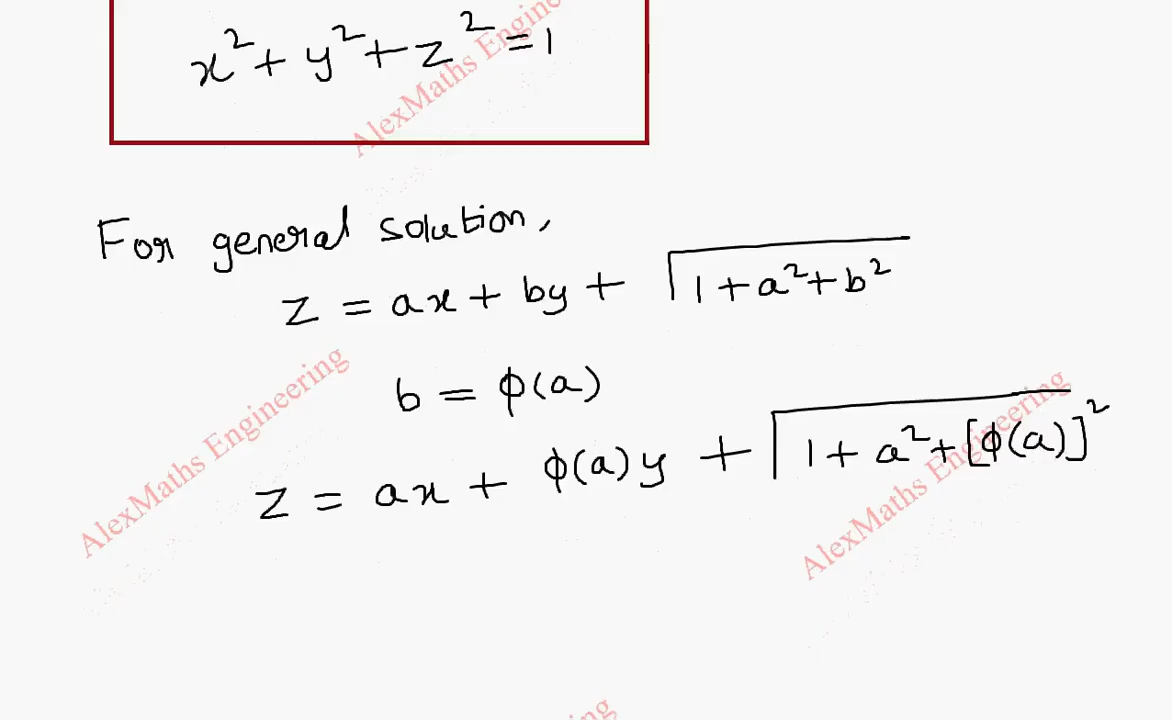 x² + y² + z² = 1
AlexMaths Engine
For general solution,
z = ax + by + √1 + a² + b²
b = φ(a)
z = ax + φ(a)y + √1 + a² + [φ(a)]²
AlexMaths Engineering
AlexMaths Engineering